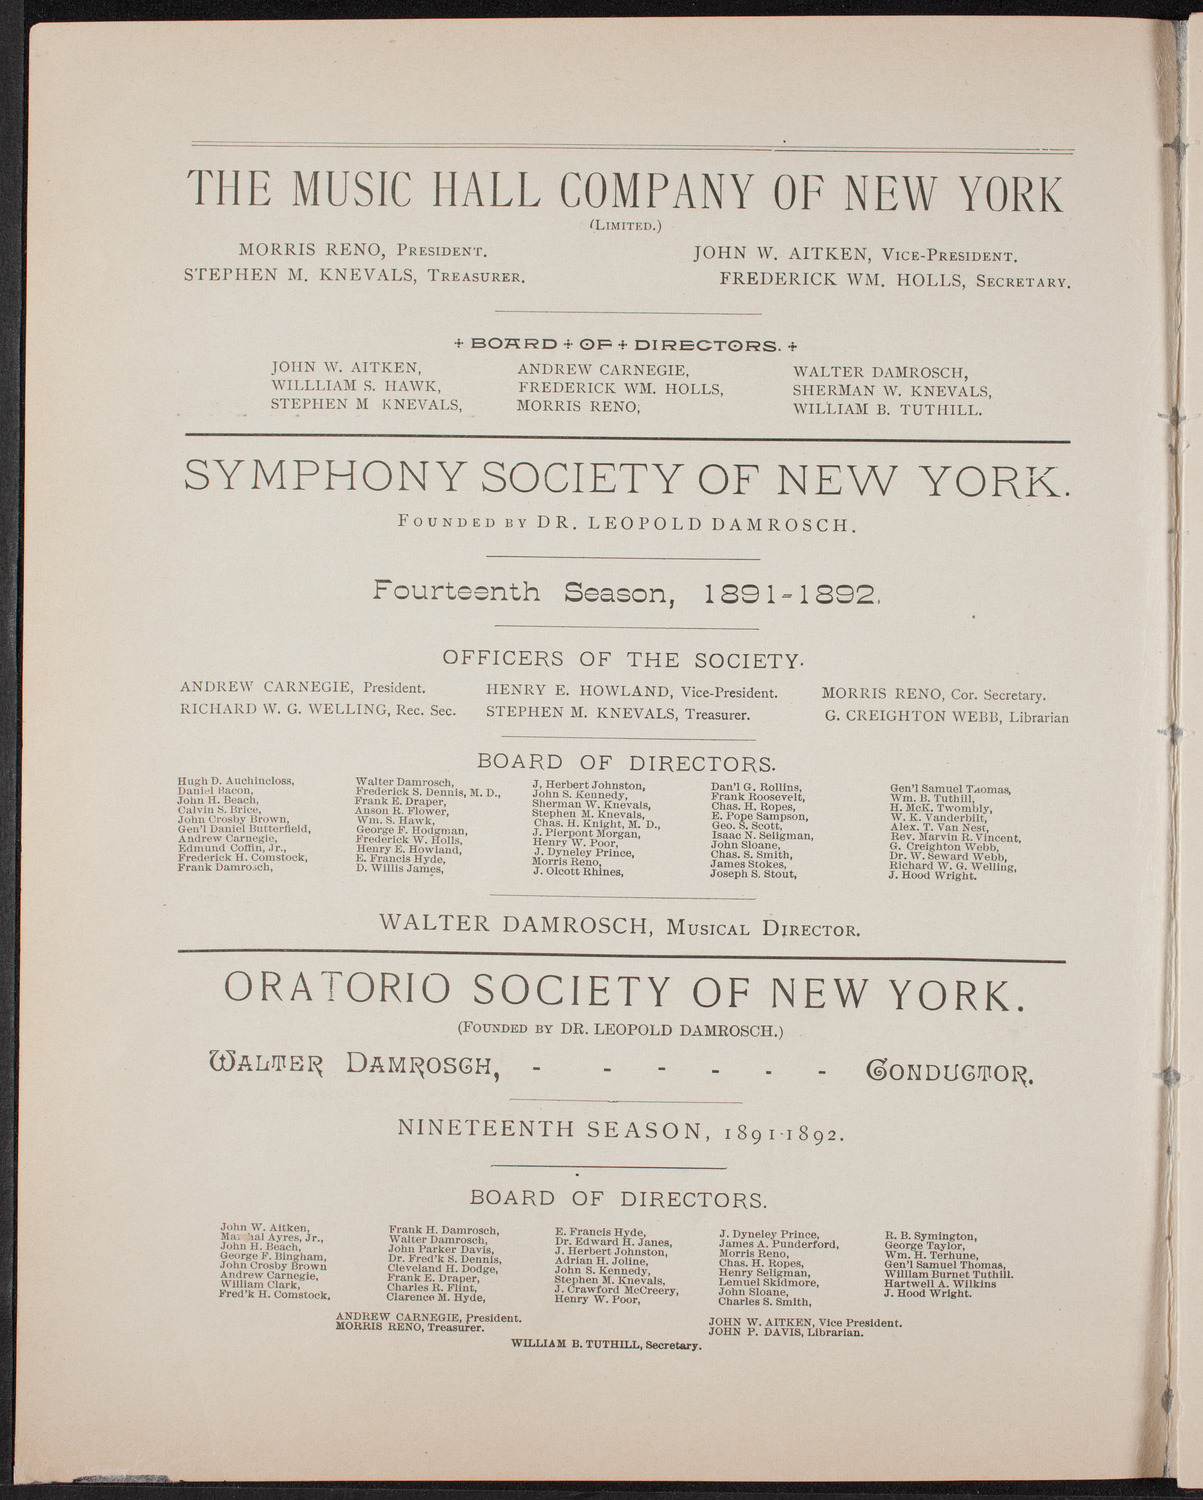 THE MUSIC HALL COMPANY OF NEW YORK
(LIMITED.)
MORRIS RENO, PRESIDENT. JOHN W. AITKEN, VICE-PRESIDENT.
STEPHEN M. KNEVALS, TREASURER. FREDERICK WM. HOLLS, SECRETARY.
+ BOARD + OF + DIRECTORS. +
JOHN W. AITKEN, ANDREW CARNEGIE, WALTER DAMROSCH,
WILLLIAM S. HAWK, FREDERICK WM. HOLLS, SHERMAN W. KNEVALS,
STEPHEN M KNEVALS, MORRIS RENO, WILLIAM B. TUTHILL.
SYMPHONY SOCIETY OF NEW YORK.
FOUNDED BY DR. LEOPOLD DAMROSCH.
Fourteenth Season, 1891-1892.
OFFICERS OF THE SOCIETY.
ANDREW CARNEGIE, President. HENRY E. HOWLAND, Vice-President. MORRIS RENO, Cor. Secretary.
RICHARD W. G. WELLING, Rec. Sec. STEPHEN M. KNEVALS, Treasurer. G. CREIGHTON WEBB, Librarian
BOARD OF DIRECTORS.
Hugh D. Auchincloss, Walter Damrosch, J. Herbert Johnston, Dan'l G. Rollins, Gen'l Samuel Thomas,
Daniel Bacon, Frederick S. Dennis, M. D., John S. Kennedy, Frank Roosevelt, Wm. B. Tuthill,
John H. Beach, Frank E. Draper, Sherman W. Knevals, Chas. H. Ropes, H. McK. Twombly,
Calvin S. Brice, Anson R. Flower, Stephen M. Knevals, E. Pope Sampson, W. K. Vanderbilt,
John Crosby Brown, Wm. S. Hawk, Chas. H. Knight, M. D., Geo. S. Scott, Alex. T. Van Nest,
Gen'l Daniel Butterfield, George F. Hodgman, J. Pierpont Morgan, Isaac N. Seligman, Rev. Marvin R. Vincent,
Andrew Carnegie, Frederick W. Holls, Henry W. Poor, John Sloane, G. Creighton Webb,
Edmund Coffin, Jr., Henry E. Howland, J. Dyneley Prince, Chas. S. Smith, Dr. W. Seward Webb,
Frederick H. Comstock, E. Francis Hyde, Morris Reno, James Stokes, Richard W. G. Welling,
Frank Damrosch, D. Willis James, J. Olcott Rhines, Joseph S. Stout, J. Hood Wright.
WALTER DAMROSCH, MUSICAL DIRECTOR.
ORATORIO SOCIETY OF NEW YORK.
(FOUNDED BY DR. LEOPOLD DAMROSCH.)
WALTER DAMROSCH, - - - - - - CONDUCTOR.
NINETEENTH SEASON, 1891-1892.
BOARD OF DIRECTORS.
John W. Aitken, Frank H. Damrosch, E. Francis Hyde, J. Dyneley Prince, R. B. Symington,
Ayres, Jr., Walter Damrosch, Dr. Edward H. Janes, James A. Punderford, George Taylor,
John H. Beach, John Parker Davis, J. Herbert Johnston, Morris Reno, Wm. H. Terhune,
George F. Bingham, Dr. Fred'k S. Dennis, Adrian H. Joline, Chas. H. Ropes, Gen'l Samuel Thomas,
John Crosby Brown Cleveland H. Dodge, John S. Kennedy, Henry Seligman, William Burnet Tuthill.
Andrew Carnegie, Frank E. Draper, Stephen M. Knevals, Lemuel Skidmore, Hartwell A. Wilkins
William Clark, Charles R. Flint, J. Crawford McCreery, John Sloane, J. Hood Wright.
Fred'k H. Comstock, Clarence M. Hyde, Henry W. Poor, Charles S. Smith,
ANDREW CARNEGIE, President. JOHN W. AITKEN, Vice President.
MORRIS RENO, Treasurer. JOHN P. DAVIS, Librarian.
WILLIAM B. TUTHILL, Secretary.